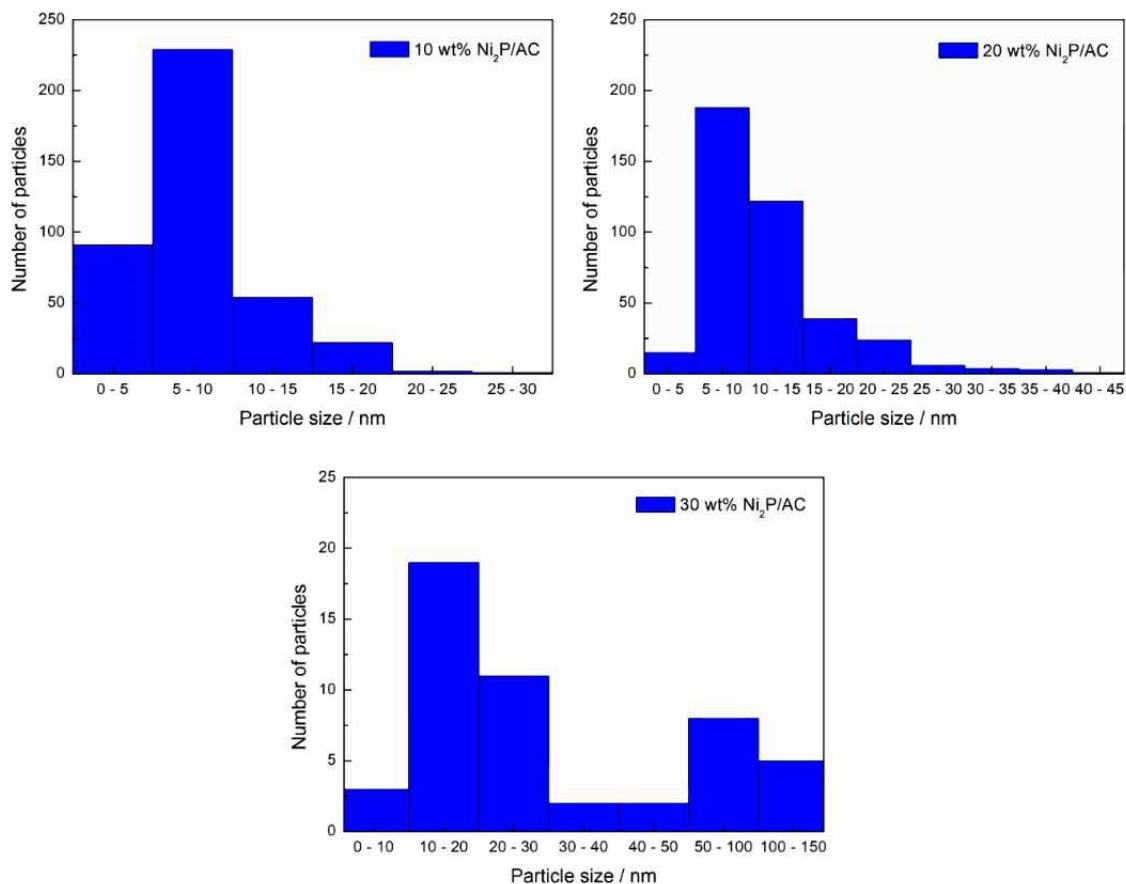 250
200
150
100
50
0
Number of particles
10 wt% Ni₂P/AC
0 - 5 5 - 10 10 - 15 15 - 20 20 - 25 25 - 30
Particle size / nm
250
200
150
100
50
0
Number of particles
20 wt% Ni₂P/AC
0 - 5 5 - 10 10 - 15 15 - 20 20 - 25 25 - 30 30 - 35 35 - 40 40 - 45
Particle size / nm
25
20
15
10
5
0
Number of particles
30 wt% Ni₂P/AC
0 - 10 10 - 20 20 - 30 30 - 40 40 - 50 50 - 100 100 - 150
Particle size / nm